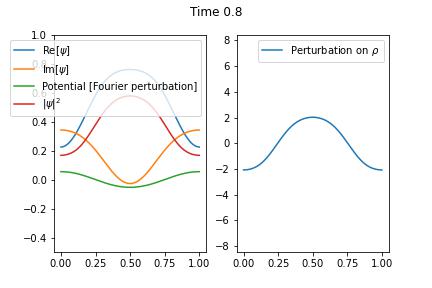 Time 0.8
1.0
0.8
0.6
0.4
0.2
0.0
−0.2
−0.4
Re[ψ]
Im[ψ]
Potential [Fourier perturbation]
|ψ|²
0.00 0.25 0.50 0.75 1.00
8
6
4
2
0
−2
−4
−6
−8
Perturbation on ρ
0.00 0.25 0.50 0.75 1.00